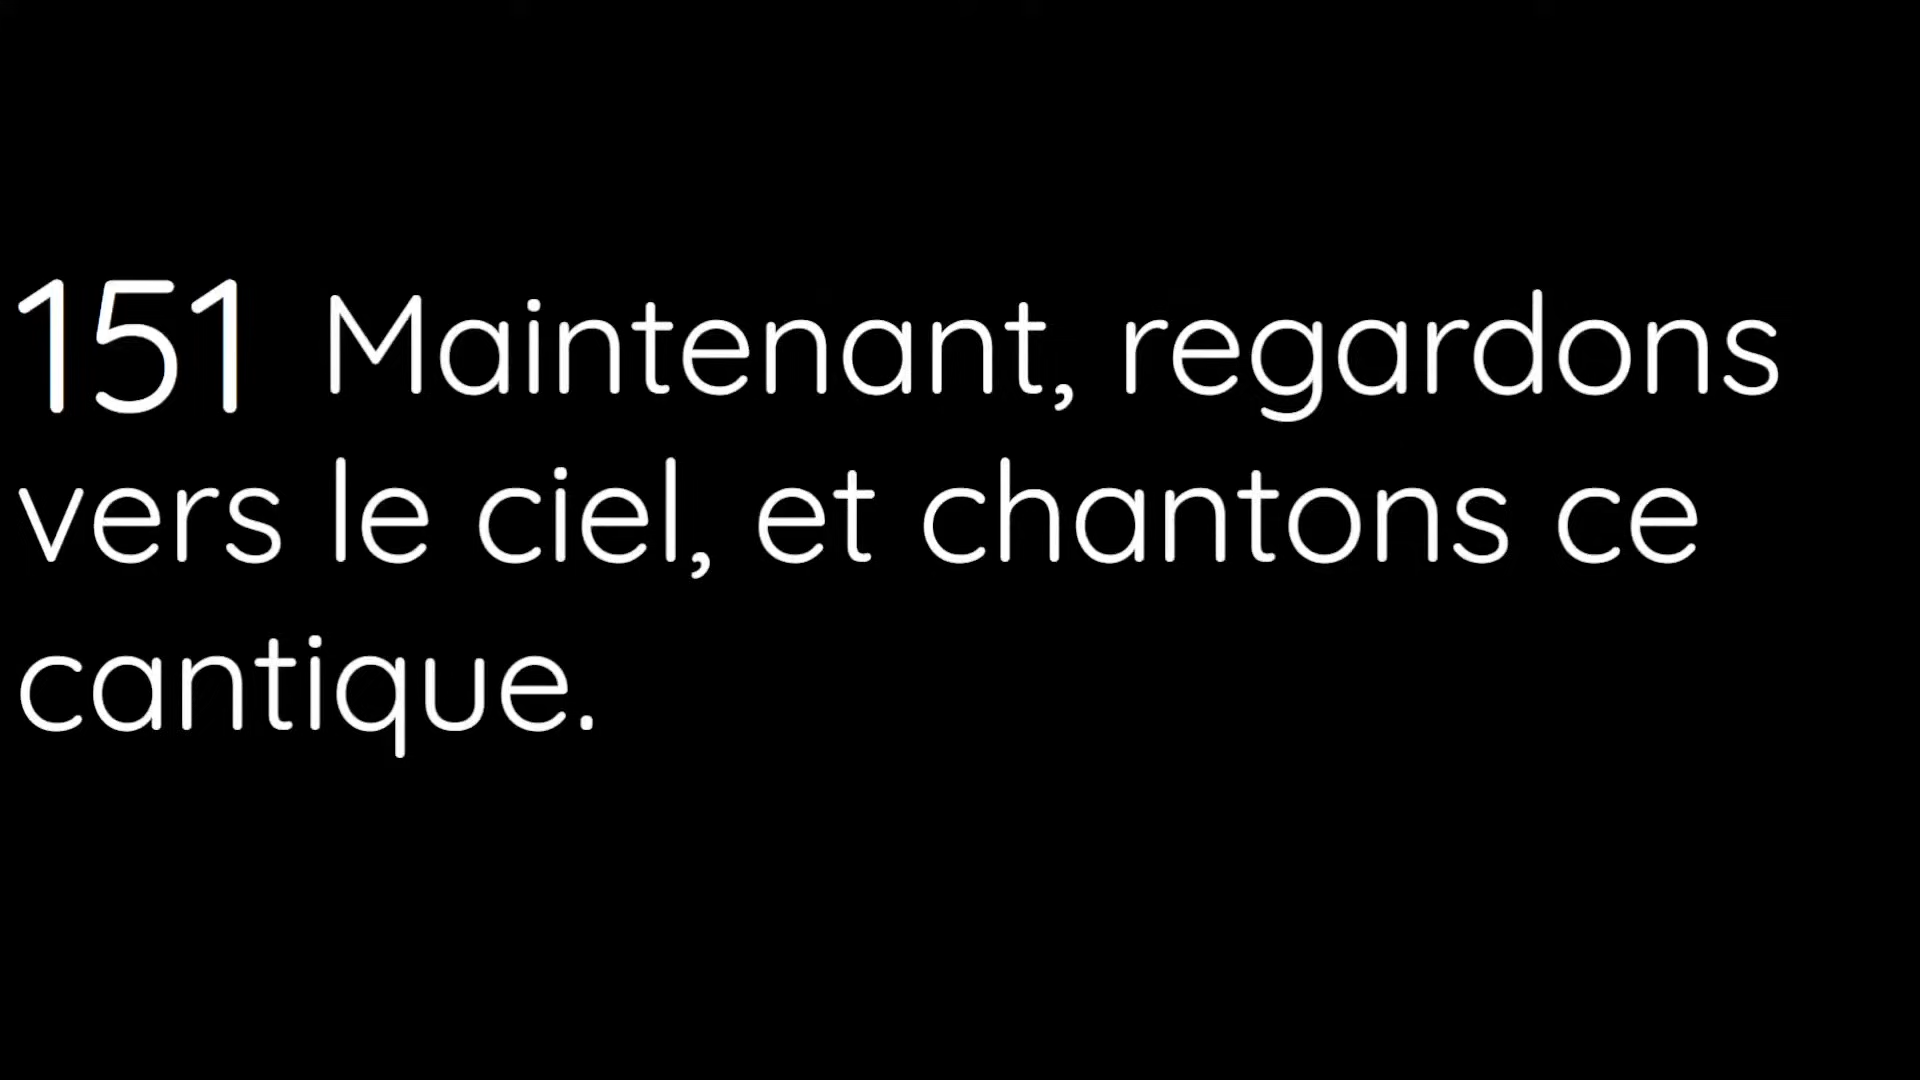 151 Maintenant, regardons
vers le ciel, et chantons ce
cantique.